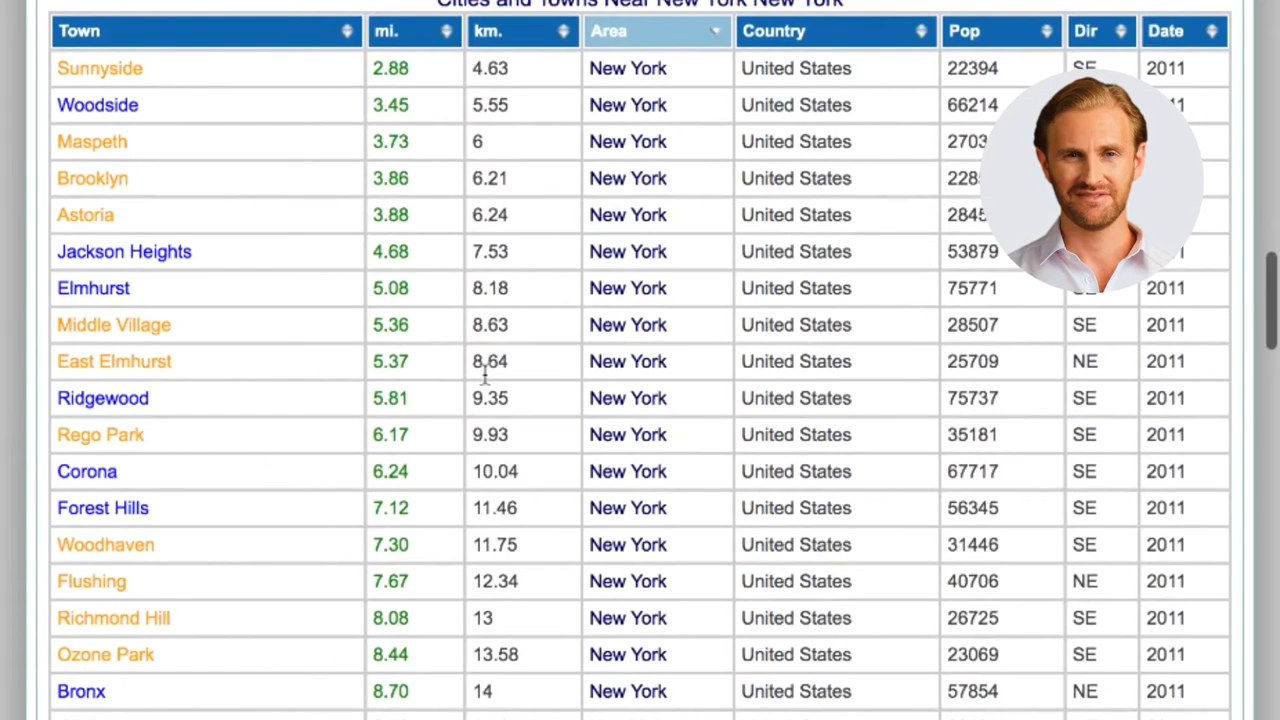 Cities and Towns Near New York New York
Town mi. km. Area Country Pop Dir Date
Sunnyside 2.88 4.63 New York United States 22394 SE 2011
Woodside 3.45 5.55 New York United States 66214
Maspeth 3.73 6 New York United States
Brooklyn 3.86 6.21 New York United States
Astoria 3.88 6.24 New York United States
Jackson Heights 4.68 7.53 New York United States 53879
Elmhurst 5.08 8.18 New York United States 75771 2011
Middle Village 5.36 8.63 New York United States 28507 SE 2011
East Elmhurst 5.37 8.64 New York United States 25709 NE 2011
Ridgewood 5.81 9.35 New York United States 75737 SE 2011
Rego Park 6.17 9.93 New York United States 35181 SE 2011
Corona 6.24 10.04 New York United States 67717 SE 2011
Forest Hills 7.12 11.46 New York United States 56345 SE 2011
Woodhaven 7.30 11.75 New York United States 31446 SE 2011
Flushing 7.67 12.34 New York United States 40706 NE 2011
Richmond Hill 8.08 13 New York United States 26725 SE 2011
Ozone Park 8.44 13.58 New York United States 23069 SE 2011
Bronx 8.70 14 New York United States 57854 NE 2011